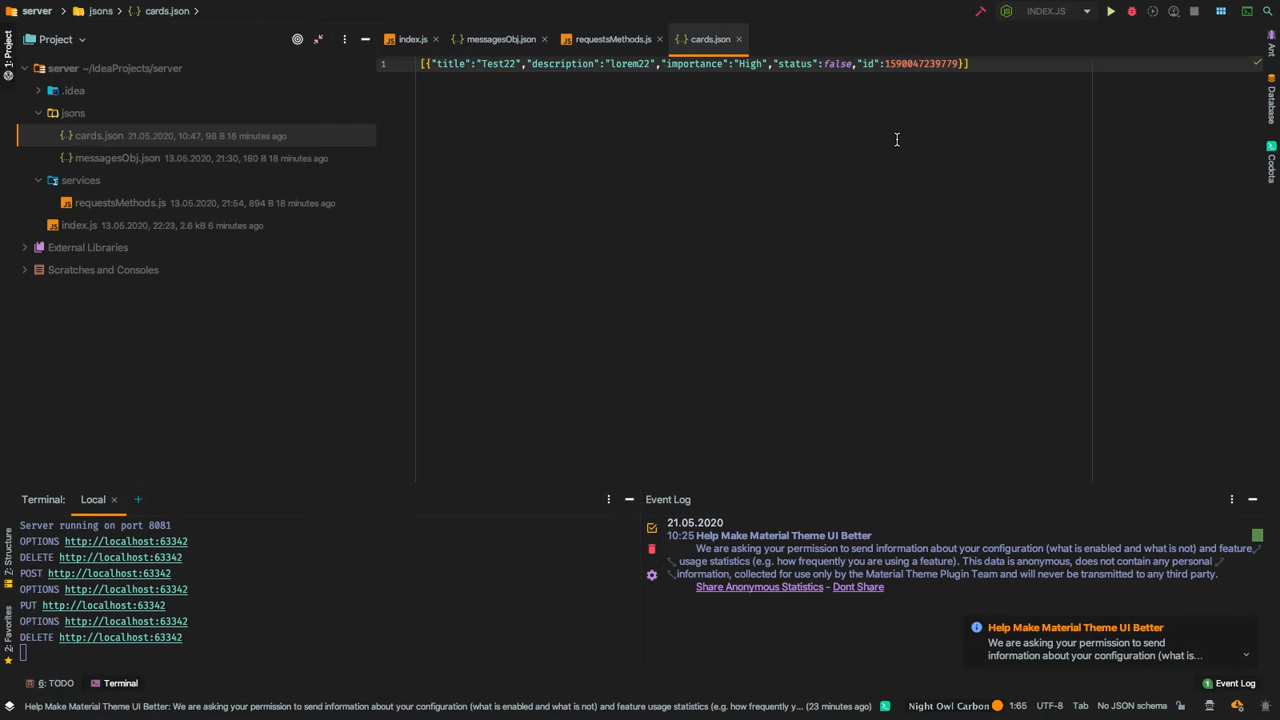 server > jsons > cards.json >
INDEX.JS
1: Project
Project
index.js
messagesObj.json
requestsMethods.js
cards.json
Ant
Database
Codota
server ~/IdeaProjects/server
.idea
jsons
cards.json 21.05.2020, 10:47, 98 B 18 minutes ago
messagesObj.json 13.05.2020, 21:30, 180 B 18 minutes ago
services
requestsMethods.js 13.05.2020, 21:54, 894 B 18 minutes ago
index.js 13.05.2020, 22:23, 2.6 kB 6 minutes ago
External Libraries
Scratches and Consoles
1
[{"title":"Test22","description":"lorem22","importance":"High","status":false,"id":1590047239779}]
Terminal: Local +
7: Structure
2: Favorites
Server running on port 8081
OPTIONS http://localhost:63342
DELETE http://localhost:63342
POST http://localhost:63342
OPTIONS http://localhost:63342
PUT http://localhost:63342
OPTIONS http://localhost:63342
DELETE http://localhost:63342
Event Log
21.05.2020
10:25 Help Make Material Theme UI Better
We are asking your permission to send information about your configuration (what is enabled and what is not) and feature
usage statistics (e.g. how frequently you are using a feature). This data is anonymous, does not contain any personal
information, collected for use only by the Material Theme Plugin Team and will never be transmitted to any third party.
Share Anonymous Statistics - Dont Share
Help Make Material Theme UI Better
We are asking your permission to send
information about your configuration (what is...
6: TODO
Terminal
1 Event Log
Help Make Material Theme UI Better: We are asking your permission to send information about your configuration (what is enabled and what is not) and feature usage statistics (e.g. how frequently y... (23 minutes ago)
Night Owl Carbon
1:65
UTF-8
Tab
No JSON schema